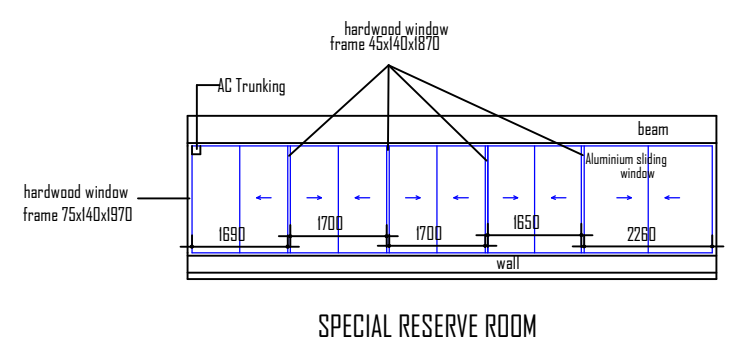 hardwood window
frame 45x140x1870
AC Trunking
beam
Aluminium sliding
window
hardwood window
frame 75x140x1970
1690
1700
1700
1650
2260
wall
SPECIAL RESERVE ROOM